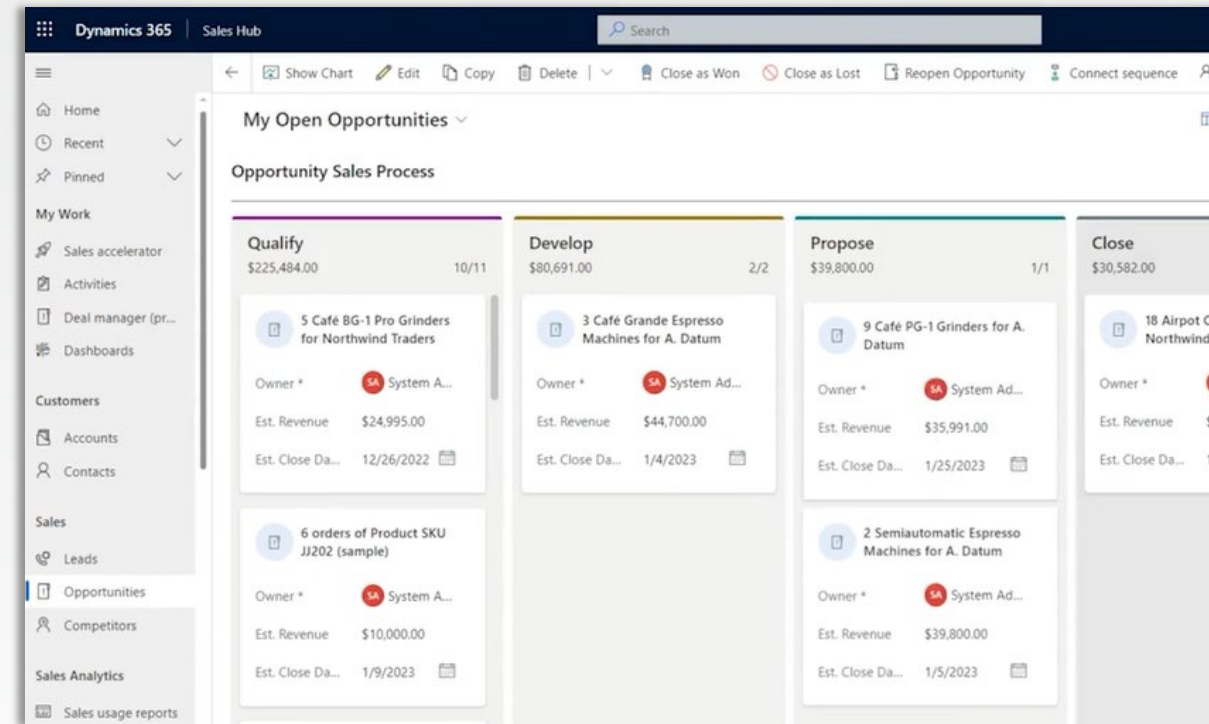 Dynamics 365
Sales Hub
Search
Show Chart
Edit
Copy
Delete
Close as Won
Close as Lost
Reopen Opportunity
Connect sequence
Home
Recent
Pinned
My Work
Sales accelerator
Activities
Deal manager (pr...
Dashboards
Customers
Accounts
Contacts
Sales
Leads
Opportunities
Competitors
Sales Analytics
Sales usage reports
My Open Opportunities
Opportunity Sales Process
Qualify
$225,484.00 10/11
5 Café BG-1 Pro Grinders
for Northwind Traders
Owner * SA System A...
Est. Revenue $24,995.00
Est. Close Da... 12/26/2022
6 orders of Product SKU
JJ202 (sample)
Owner * SA System A...
Est. Revenue $10,000.00
Est. Close Da... 1/9/2023
Develop
$80,691.00 2/2
3 Café Grande Espresso
Machines for A. Datum
Owner * SA System Ad...
Est. Revenue $44,700.00
Est. Close Da... 1/4/2023
Propose
$39,800.00 1/1
9 Café PG-1 Grinders for A.
Datum
Owner * SA System Ad...
Est. Revenue $35,991.00
Est. Close Da... 1/25/2023
2 Semiautomatic Espresso
Machines for A. Datum
Owner * SA System Ad...
Est. Revenue $39,800.00
Est. Close Da... 1/5/2023
Close
$30,582.00
18 Airpot
Northwind
Owner *
Est. Revenue
Est. Close Da...